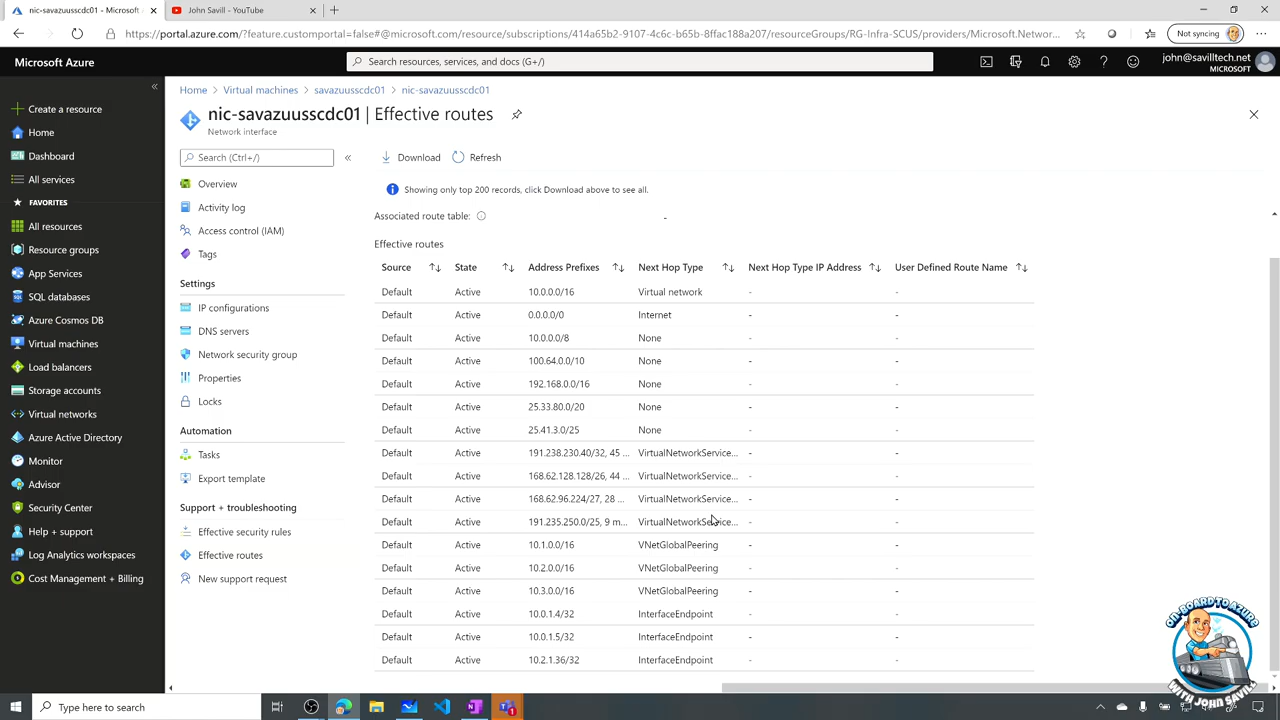 nic-savazuusscdc01 - Microsoft A
John Savill - YouTube
https://portal.azure.com/?feature.customportal=false#@microsoft.com/resource/subscriptions/414a65b2-9107-4c6c-b65b-8ffac188a207/resourceGroups/RG-Infra-SCUS/providers/Microsoft.Networ...
Not syncing
Microsoft Azure
Search resources, services, and docs (G+/)
john@savilltech.net
MICROSOFT
Home > Virtual machines > savazuusscdc01 > nic-savazuusscdc01
nic-savazuusscdc01 | Effective routes
Network interface
Create a resource
Home
Dashboard
All services
FAVORITES
All resources
Resource groups
App Services
SQL databases
Azure Cosmos DB
Virtual machines
Load balancers
Storage accounts
Virtual networks
Azure Active Directory
Monitor
Advisor
Security Center
Help + support
Log Analytics workspaces
Cost Management + Billing
Search (Ctrl+/)
Overview
Activity log
Access control (IAM)
Tags
Settings
IP configurations
DNS servers
Network security group
Properties
Locks
Automation
Tasks
Export template
Support + troubleshooting
Effective security rules
Effective routes
New support request
Download Refresh
Showing only top 200 records, click Download above to see all.
Associated route table: -
Effective routes
Source State Address Prefixes Next Hop Type Next Hop Type IP Address User Defined Route Name
Default Active 10.0.0.0/16 Virtual network - -
Default Active 0.0.0.0/0 Internet - -
Default Active 10.0.0.0/8 None - -
Default Active 100.64.0.0/10 None - -
Default Active 192.168.0.0/16 None - -
Default Active 25.33.80.0/20 None - -
Default Active 25.41.3.0/25 None - -
Default Active 191.238.230.40/32, 45 ... VirtualNetworkService... - -
Default Active 168.62.128.128/26, 44 ... VirtualNetworkService... - -
Default Active 168.62.96.224/27, 28 ... VirtualNetworkService... - -
Default Active 191.235.250.0/25, 9 m... VirtualNetworkService... - -
Default Active 10.1.0.0/16 VNetGlobalPeering - -
Default Active 10.2.0.0/16 VNetGlobalPeering - -
Default Active 10.3.0.0/16 VNetGlobalPeering - -
Default Active 10.0.1.4/32 InterfaceEndpoint - -
Default Active 10.0.1.5/32 InterfaceEndpoint - -
Default Active 10.2.1.36/32 InterfaceEndpoint - -
ON-BOARD TO AZURE
WITH JOHN SAVILL
Type here to search
1